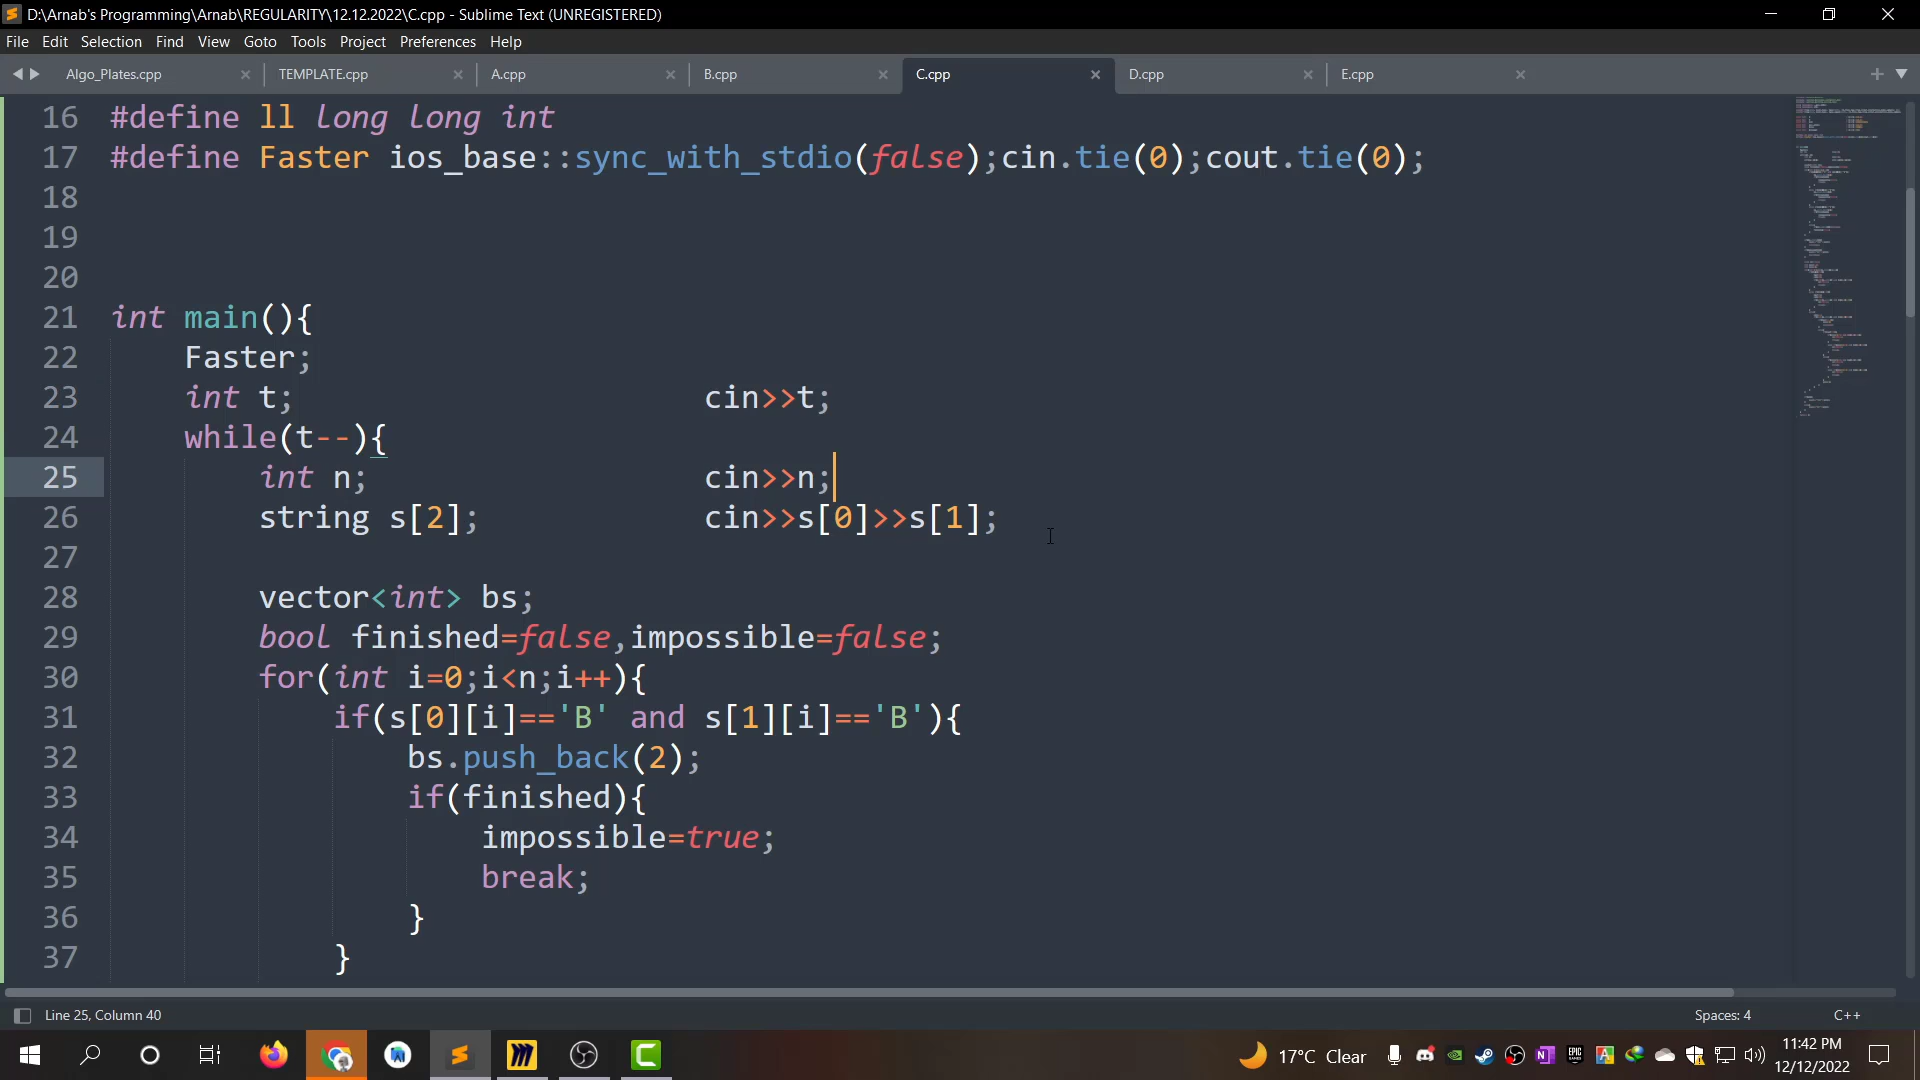 D:\Arnab's Programming\Arnab\REGULARITY\12.12.2022\C.cpp - Sublime Text (UNREGISTERED)
File Edit Selection Find View Goto Tools Project Preferences Help
Algo_Plates.cpp TEMPLATE.cpp A.cpp B.cpp C.cpp D.cpp E.cpp
16 #define ll long long int
17 #define Faster ios_base::sync_with_stdio(false);cin.tie(0);cout.tie(0);
18
19
20
21 int main(){
22 Faster;
23 int t; cin>>t;
24 while(t--){
25 int n; cin>>n;
26 string s[2]; cin>>s[0]>>s[1];
27
28 vector<int> bs;
29 bool finished=false,impossible=false;
30 for(int i=0;i<n;i++){
31 if(s[0][i]=='B' and s[1][i]=='B'){
32 bs.push_back(2);
33 if(finished){
34 impossible=true;
35 break;
36 }
37 }
Line 25, Column 40 Spaces: 4 C++
17°C Clear 11:42 PM
12/12/2022